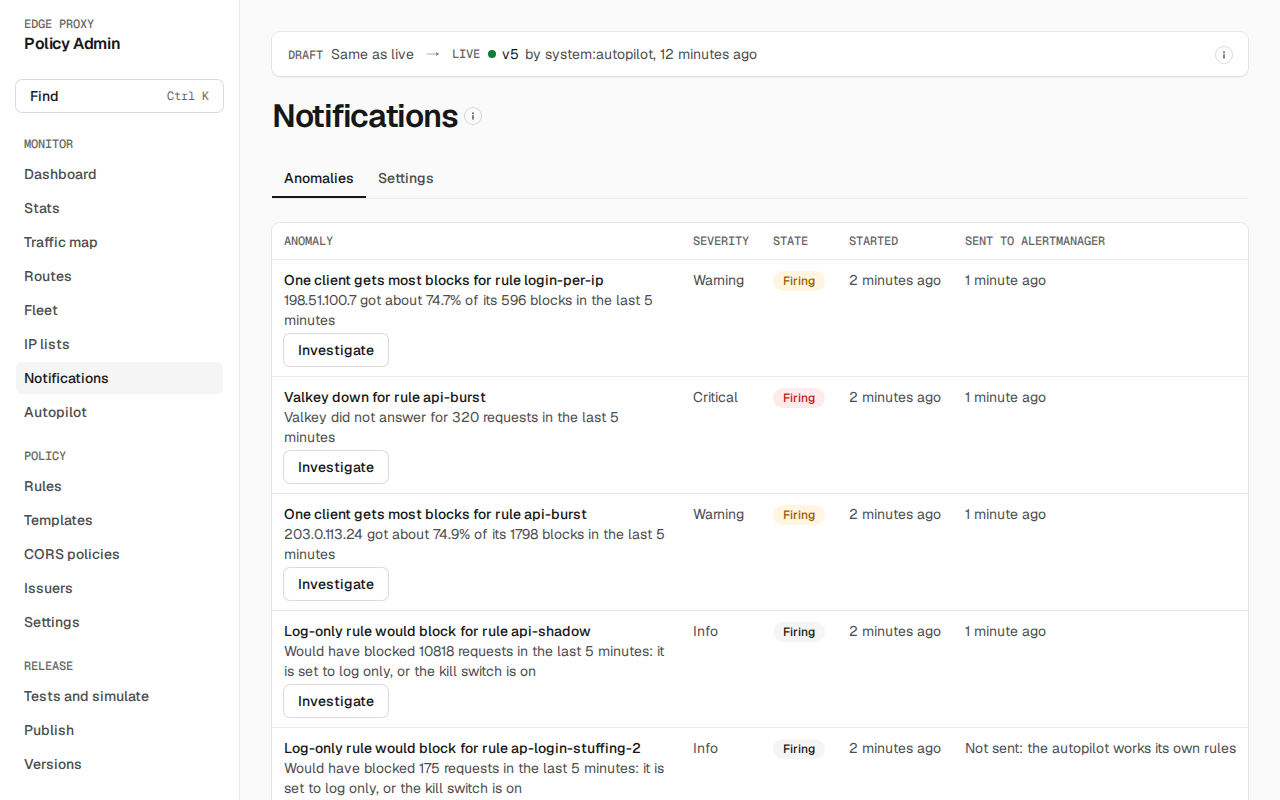 EDGE PROXY
Policy Admin
Find Ctrl K
MONITOR
Dashboard
Stats
Traffic map
Routes
Fleet
IP lists
Notifications
Autopilot
POLICY
Rules
Templates
CORS policies
Issuers
Settings
RELEASE
Tests and simulate
Publish
Versions
DRAFT Same as live → LIVE v5 by system:autopilot, 12 minutes ago
Notifications
Anomalies Settings
ANOMALY SEVERITY STATE STARTED SENT TO ALERTMANAGER
One client gets most blocks for rule login-per-ip Warning Firing 2 minutes ago 1 minute ago
198.51.100.7 got about 74.7% of its 596 blocks in the last 5
minutes
Investigate
Valkey down for rule api-burst Critical Firing 2 minutes ago 1 minute ago
Valkey did not answer for 320 requests in the last 5
minutes
Investigate
One client gets most blocks for rule api-burst Warning Firing 2 minutes ago 1 minute ago
203.0.113.24 got about 74.9% of its 1798 blocks in the last 5
minutes
Investigate
Log-only rule would block for rule api-shadow Info Firing 2 minutes ago 1 minute ago
Would have blocked 10818 requests in the last 5 minutes: it
is set to log only, or the kill switch is on
Investigate
Log-only rule would block for rule ap-login-stuffing-2 Info Firing 2 minutes ago Not sent: the autopilot works its own rules
Would have blocked 175 requests in the last 5 minutes: it is
set to log only, or the kill switch is on